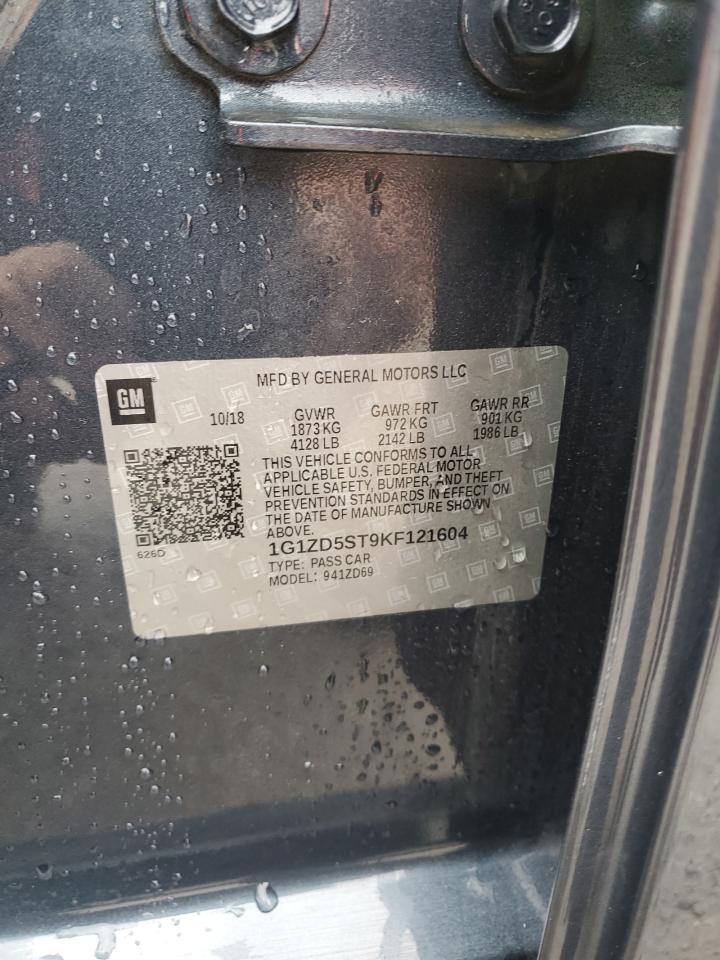 MFD BY GENERAL MOTORS LLC
GM
10/18
GVWR GAWR FRT GAWR RR
1873 KG 972 KG 901 KG
4128 LB 2142 LB 1986 LB
THIS VEHICLE CONFORMS TO ALL
APPLICABLE U.S. FEDERAL MOTOR
VEHICLE SAFETY, BUMPER, AND THEFT
PREVENTION STANDARDS IN EFFECT ON
THE DATE OF MANUFACTURE SHOWN
ABOVE.
626D
1G1ZD5ST9KF121604
TYPE: PASS CAR
MODEL: 941ZD69